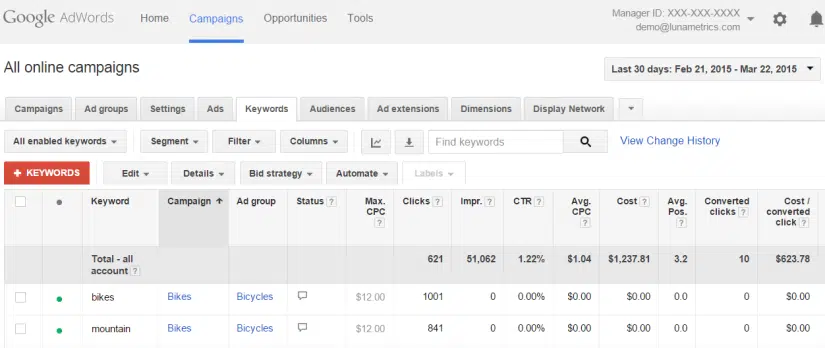 Google AdWords Home Campaigns Opportunities Tools Manager ID: XXX-XXX-XXXX
demo@lunametrics.com
All online campaigns
Last 30 days: Feb 21, 2015 - Mar 22, 2015
Campaigns Ad groups Settings Ads Keywords Audiences Ad extensions Dimensions Display Network
All enabled keywords Segment Filter Columns Find keywords View Change History
+ KEYWORDS Edit Details Bid strategy Automate Labels
Keyword Campaign ↑ Ad group Status ? Max. CPC ? Clicks ? Impr. ? CTR ? Avg. CPC ? Cost ? Avg. Pos. ? Converted clicks ? Cost / converted click ?
Total - all account ? 621 51,062 1.22% $1.04 $1,237.81 3.2 10 $623.78
bikes Bikes Bicycles $12.00 1001 0 0.00% $0.00 $0.00 0.0 0 $0.00
mountain Bikes Bicycles $12.00 841 0 0.00% $0.00 $0.00 0.0 0 $0.00